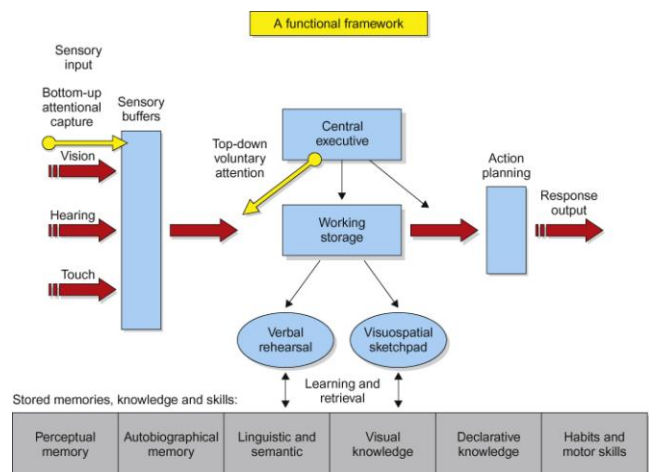 A functional framework
Sensory
input
Bottom-up
attentional
capture
Sensory
buffers
Vision
Hearing
Touch
Top-down
voluntary
attention
Central
executive
Working
storage
Action
planning
Response
output
Verbal
rehearsal
Visuospatial
sketchpad
Learning and
retrieval
Stored memories, knowledge and skills:
Perceptual
memory
Autobiographical
memory
Linguistic and
semantic
Visual
knowledge
Declarative
knowledge
Habits and
motor skills